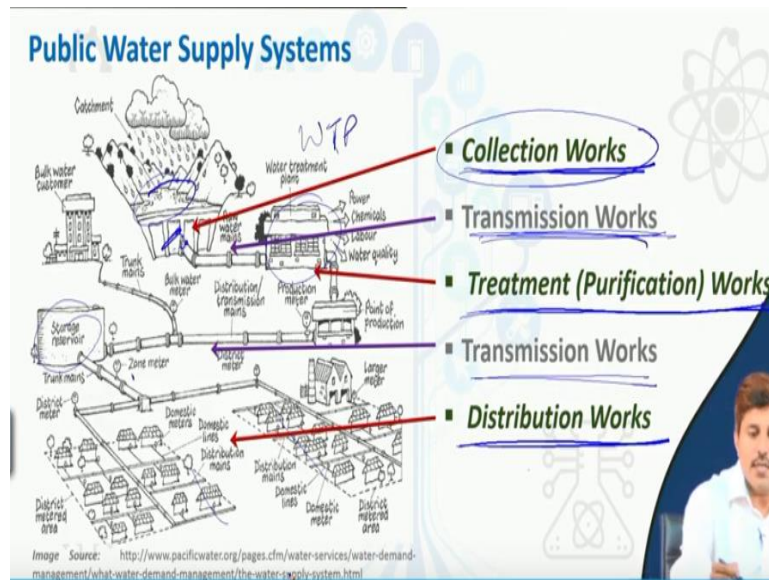 Public Water Supply Systems
Catchment
WTP
Bulk water
customer
Water treatment
plant
Power
Chemicals
Labour
Water quality
water
mains
Trunk
mains
Bulk water
meter
Distribution/
transmission
mains
Production
meter
Point of
production
Storage
reservoir
Trunk mains
Zone meter
District
meter
Larger
meter
District
meter
Domestic
meters
Domestic
lines
Distribution
mains
District
metered
area
Distribution
mains
Domestic
lines
Domestic
meter
District
metered
area
▪ Collection Works
▪ Transmission Works
▪ Treatment (Purification) Works
▪ Transmission Works
▪ Distribution Works
Image Source: http://www.pacificwater.org/pages.cfm/water-services/water-demand-
management/what-water-demand-management/the-water-supply-system.html